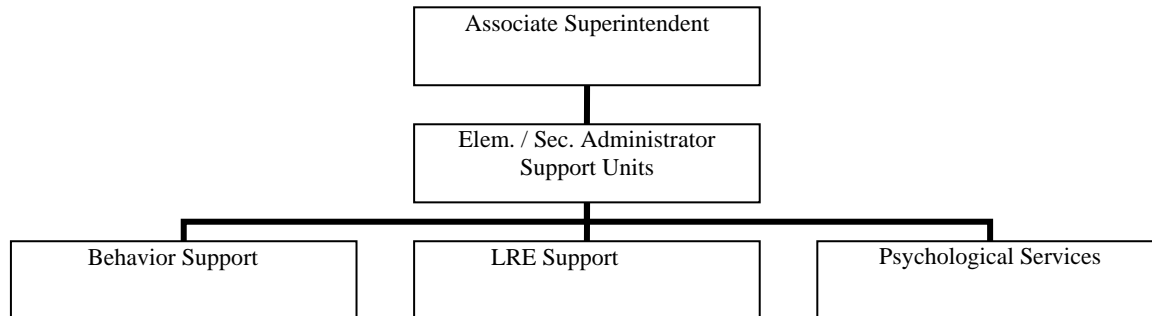 Associate Superintendent
Elem. / Sec. Administrator
Support Units
Behavior Support
LRE Support
Psychological Services